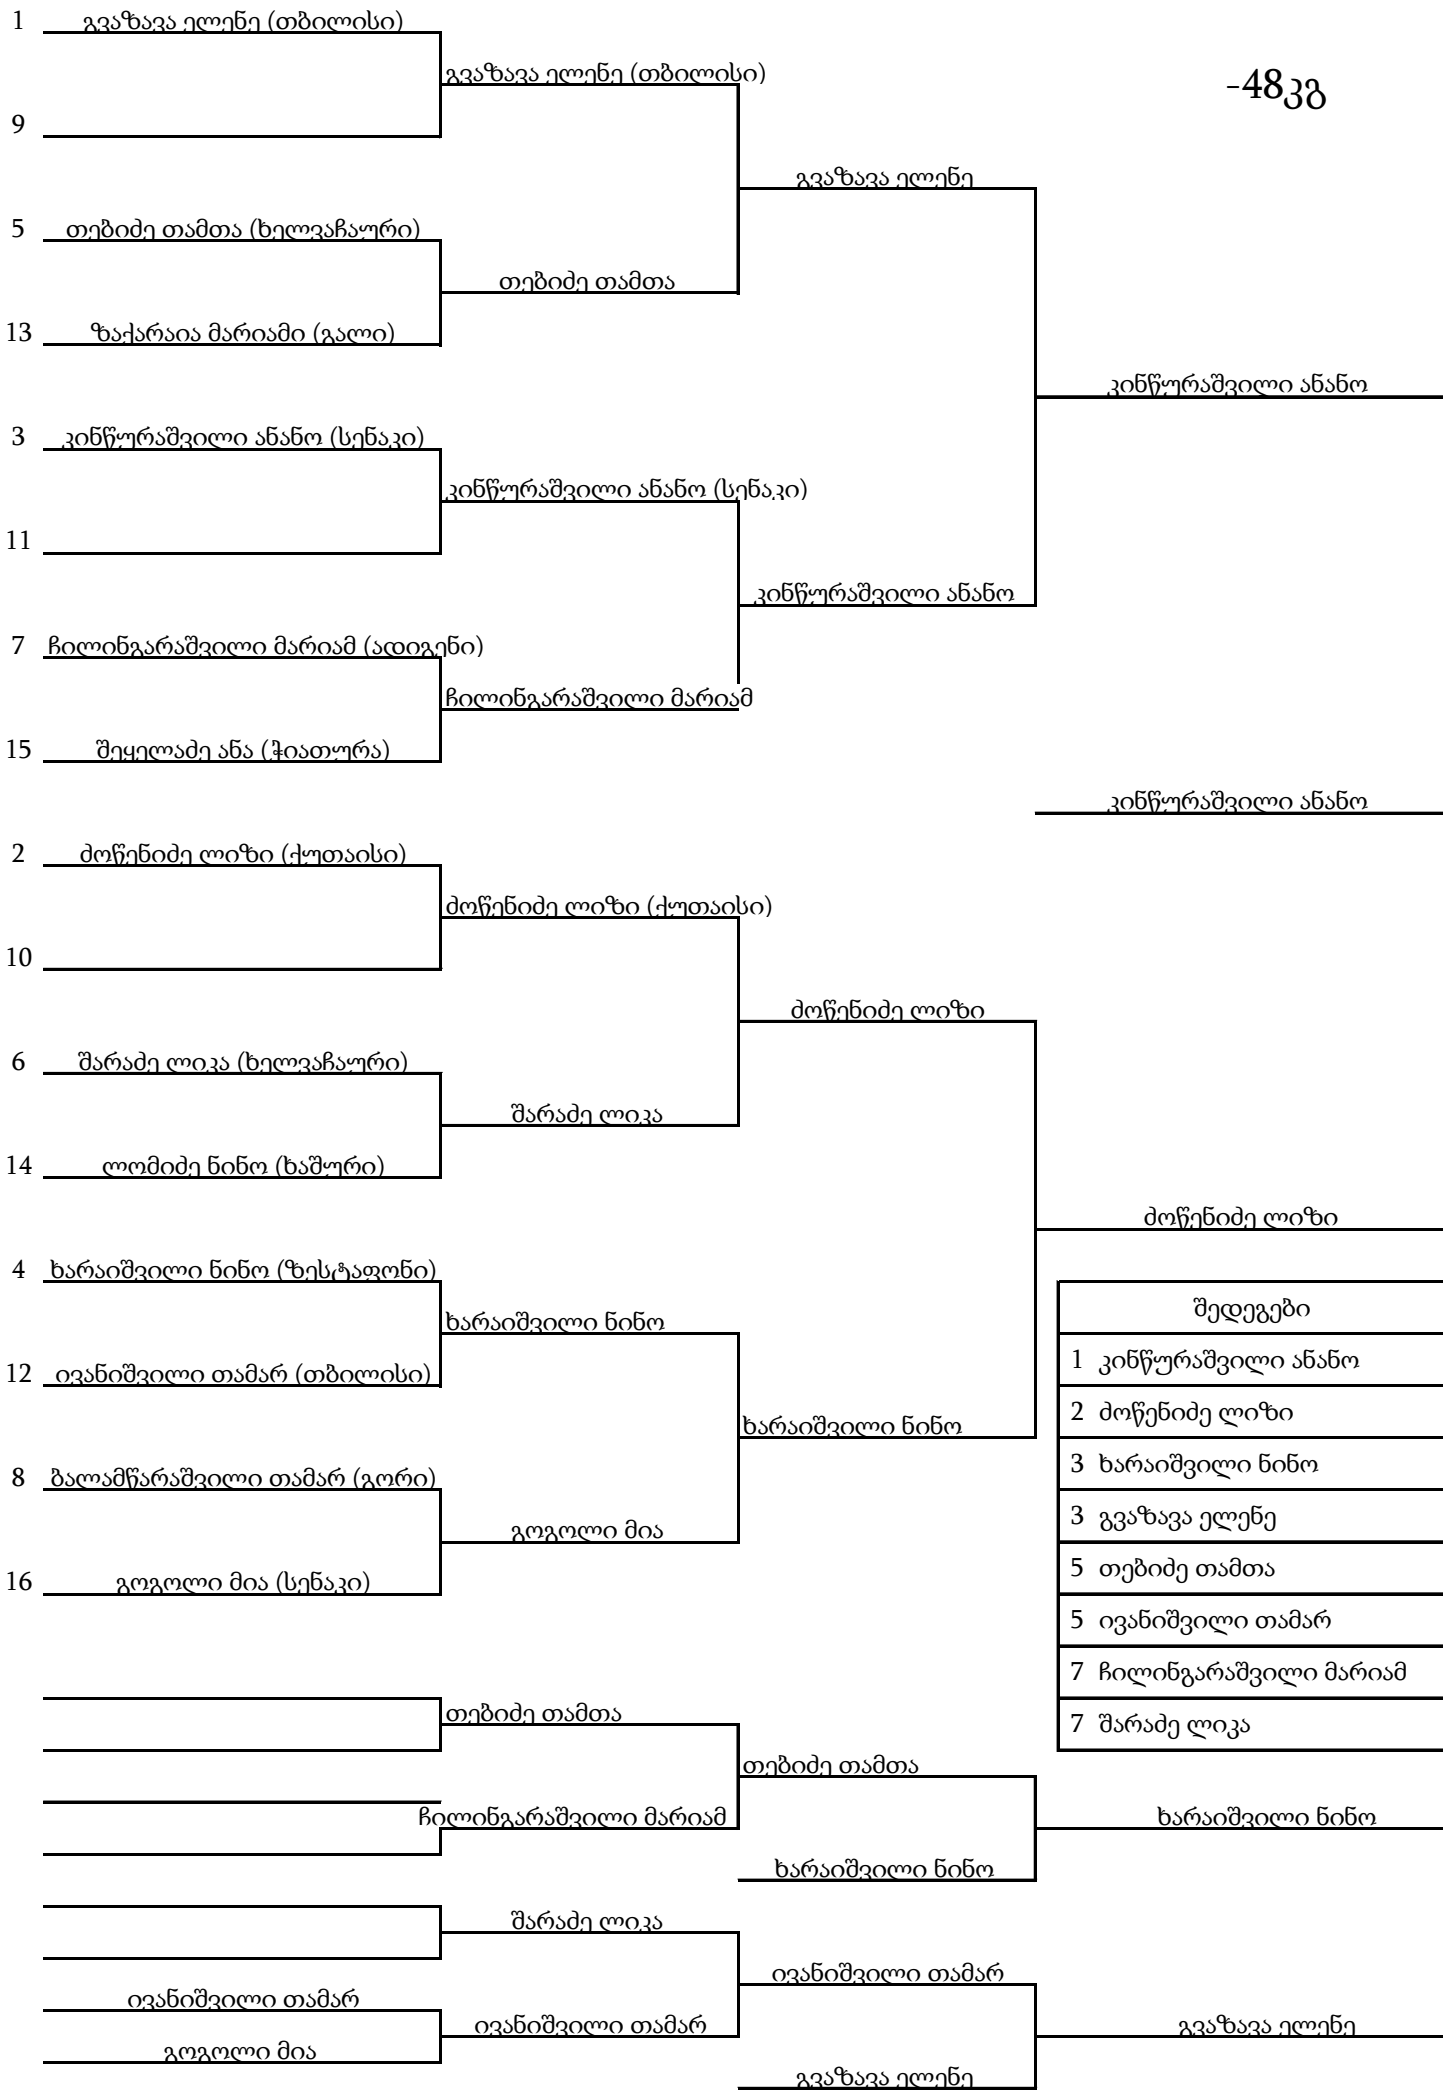 1 გვაზავა ელენე (თბილისი)
გვაზავა ელენე (თბილისი)
-48კგ
9
გვაზავა ელენე
5 თებიძე თამთა (ხელვაჩაური)
თებიძე თამთა
13 ზაქარაია მარიამი (გალი)
კინწურაშვილი ანანო
3 კინწურაშვილი ანანო (სენაკი)
კინწურაშვილი ანანო (სენაკი)
11
კინწურაშვილი ანანო
7 ჩილინგარაშვილი მარიამ (ადიგენი)
ჩილინგარაშვილი მარიამ
15 შეყელაძე ანა (ჭიათურა)
კინწურაშვილი ანანო
2 ძოწენიძე ლიზი (ქუთაისი)
ძოწენიძე ლიზი (ქუთაისი)
10
ძოწენიძე ლიზი
6 შარაძე ლიკა (ხელვაჩაური)
შარაძე ლიკა
14 ლომიძე ნინო (ხაშური)
ძოწენიძე ლიზი
4 ხარაიშვილი ნინო (ზესტაფონი)
შედეგები
ხარაიშვილი ნინო
1 კინწურაშვილი ანანო
12 ივანიშვილი თამარ (თბილისი)
2 ძოწენიძე ლიზი
ხარაიშვილი ნინო
3 ხარაიშვილი ნინო
8 ბალამწარაშვილი თამარ (გორი)
3 გვაზავა ელენე
გოგოლი მია
5 თებიძე თამთა
16 გოგოლი მია (სენაკი)
5 ივანიშვილი თამარ
7 ჩილინგარაშვილი მარიამ
თებიძე თამთა
7 შარაძე ლიკა
თებიძე თამთა
ჩილინგარაშვილი მარიამ
ხარაიშვილი ნინო
ხარაიშვილი ნინო
შარაძე ლიკა
ივანიშვილი თამარ
ივანიშვილი თამარ
ივანიშვილი თამარ
გვაზავა ელენე
გოგოლი მია
გვაზავა ელენე